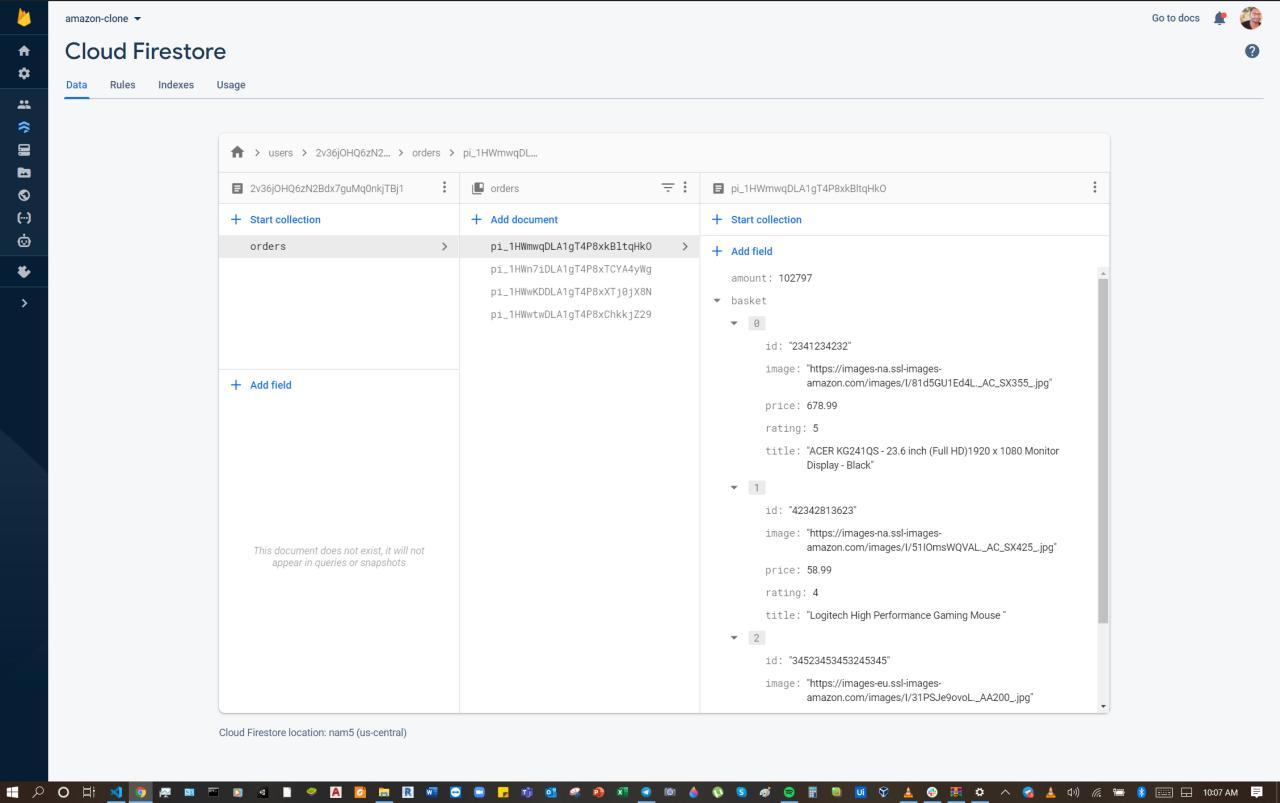 amazon-clone
Go to docs
Cloud Firestore
Data Rules Indexes Usage
users 2v36jOHQ6zN2... orders pi_1HWmwqDL...
2v36jOHQ6zN2Bdx7guMq0nkjTBj1
Start collection
orders
Add field
This document does not exist, it will not
appear in queries or snapshots
orders
Add document
pi_1HWmwqDLA1gT4P8xkBltqHkO
pi_1HWn7iDLA1gT4P8xTCYA4yWg
pi_1HWwKDDLA1gT4P8xXTj0jX8N
pi_1HWwtwDLA1gT4P8xChkkjZ29
pi_1HWmwqDLA1gT4P8xkBltqHkO
Start collection
Add field
amount: 102797
basket
0
id: "2341234232"
image: "https://images-na.ssl-images-
amazon.com/images/I/81d5GU1Ed4L._AC_SX355_.jpg"
price: 678.99
rating: 5
title: "ACER KG241QS - 23.6 inch (Full HD)1920 x 1080 Monitor
Display - Black"
1
id: "42342813623"
image: "https://images-na.ssl-images-
amazon.com/images/I/51IOmsWQVAL._AC_SX425_.jpg"
price: 58.99
rating: 4
title: "Logitech High Performance Gaming Mouse "
2
id: "34523453453245345"
image: "https://images-eu.ssl-images-
amazon.com/images/I/31PSJe9ovoL._AA200_.jpg"
Cloud Firestore location: nam5 (us-central)
10:07 AM